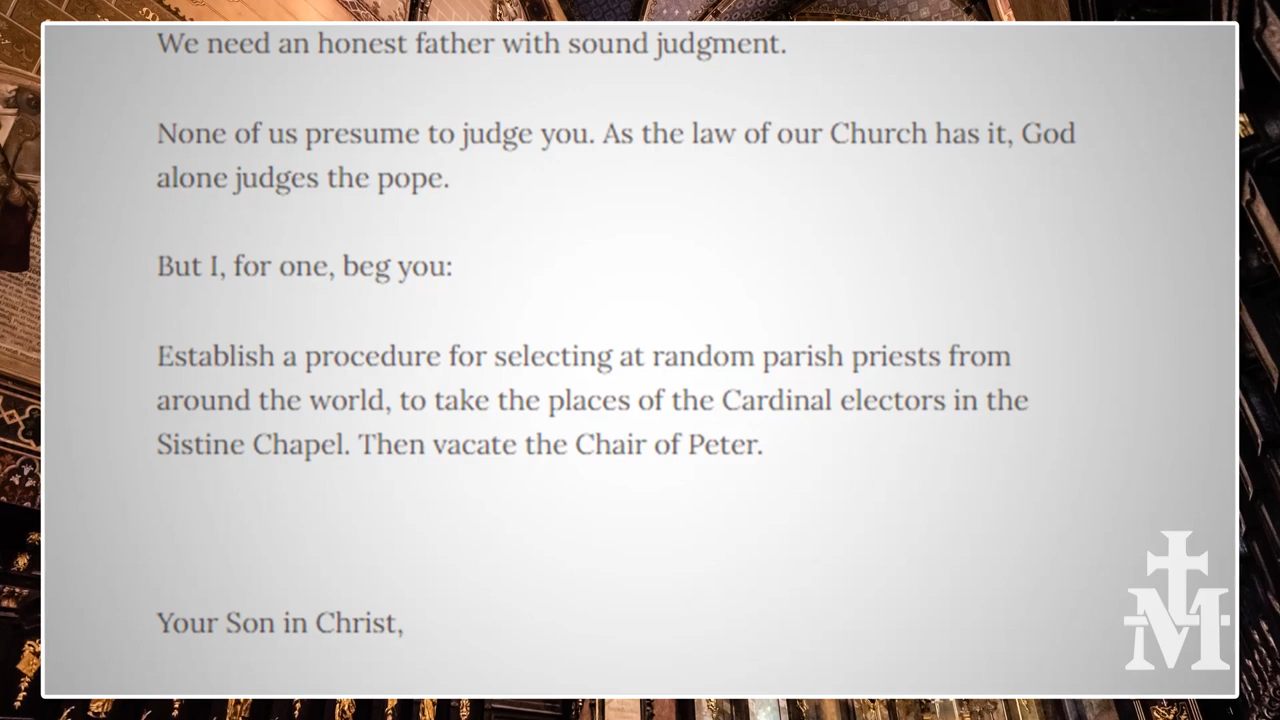 We need an honest father with sound judgment.
None of us presume to judge you. As the law of our Church has it, God
alone judges the pope.
But I, for one, beg you:
Establish a procedure for selecting at random parish priests from
around the world, to take the places of the Cardinal electors in the
Sistine Chapel. Then vacate the Chair of Peter.
Your Son in Christ,
M